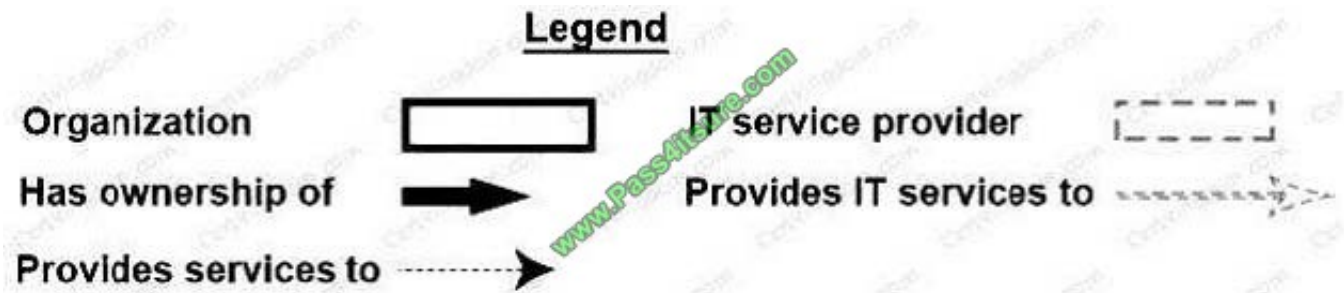 Legend
Organization
IT service provider
Has ownership of
Provides IT services to
Provides services to
www.Pass4itsure.com